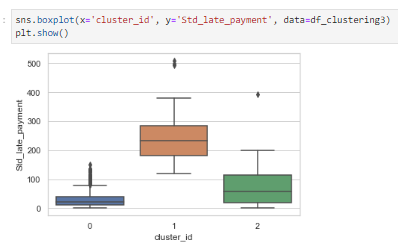 : sns.boxplot(x='cluster_id', y='Std_late_payment', data=df_clustering3)
plt.show()
500
400
300
200
100
0
Std_late_payment
0 1 2
cluster_id